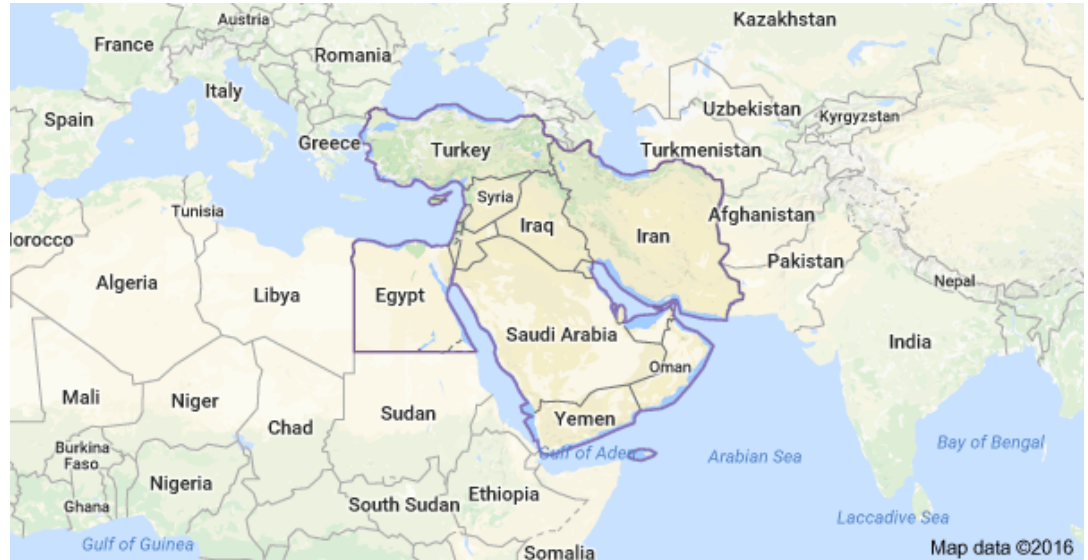 Austria
Kazakhstan
France
Romania
Italy
Uzbekistan
Kyrgyzstan
Spain
Greece
Turkey
Turkmenistan
Syria
Tunisia
Afghanistan
Iraq
Iran
Morocco
Pakistan
Algeria
Libya
Egypt
Nepal
Saudi Arabia
India
Oman
Mali
Niger
Sudan
Yemen
Chad
Burkina
Faso
Gulf of Aden
Arabian Sea
Bay of Bengal
Nigeria
Ethiopia
Ghana
South Sudan
Laccadive Sea
Gulf of Guinea
Somalia
Map data ©2016